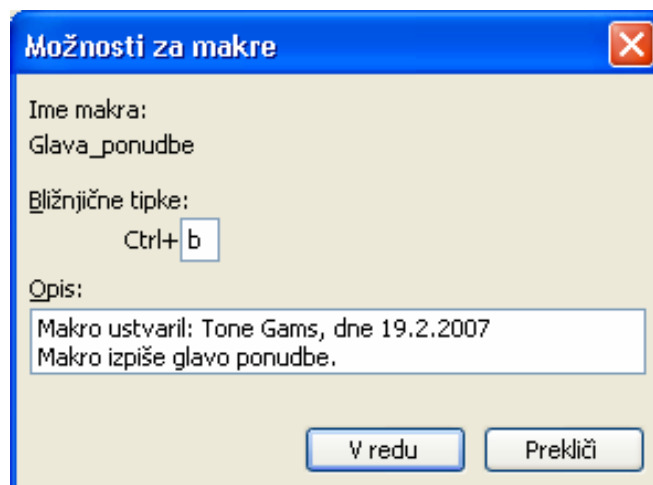 Možnosti za makre
Ime makra:
Glava_ponudbe
Bližnjične tipke:
Ctrl+ b
Opis:
Makro ustvaril: Tone Gams, dne 19.2.2007
Makro izpiše glavo ponudbe.
V redu Prekliči